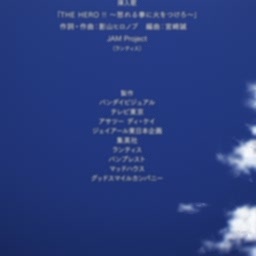 挿入歌
「THE HERO !! ～怒れる拳に火をつけろ～」
作詞・作曲：影山ヒロノブ　編曲：宮崎誠
JAM Project
（ランティス）
製作
バンダイビジュアル
テレビ東京
アサツー ディ・ケイ
ジェイアール東日本企画
集英社
ランティス
バンプレスト
マッドハウス
グッドスマイルカンパニー